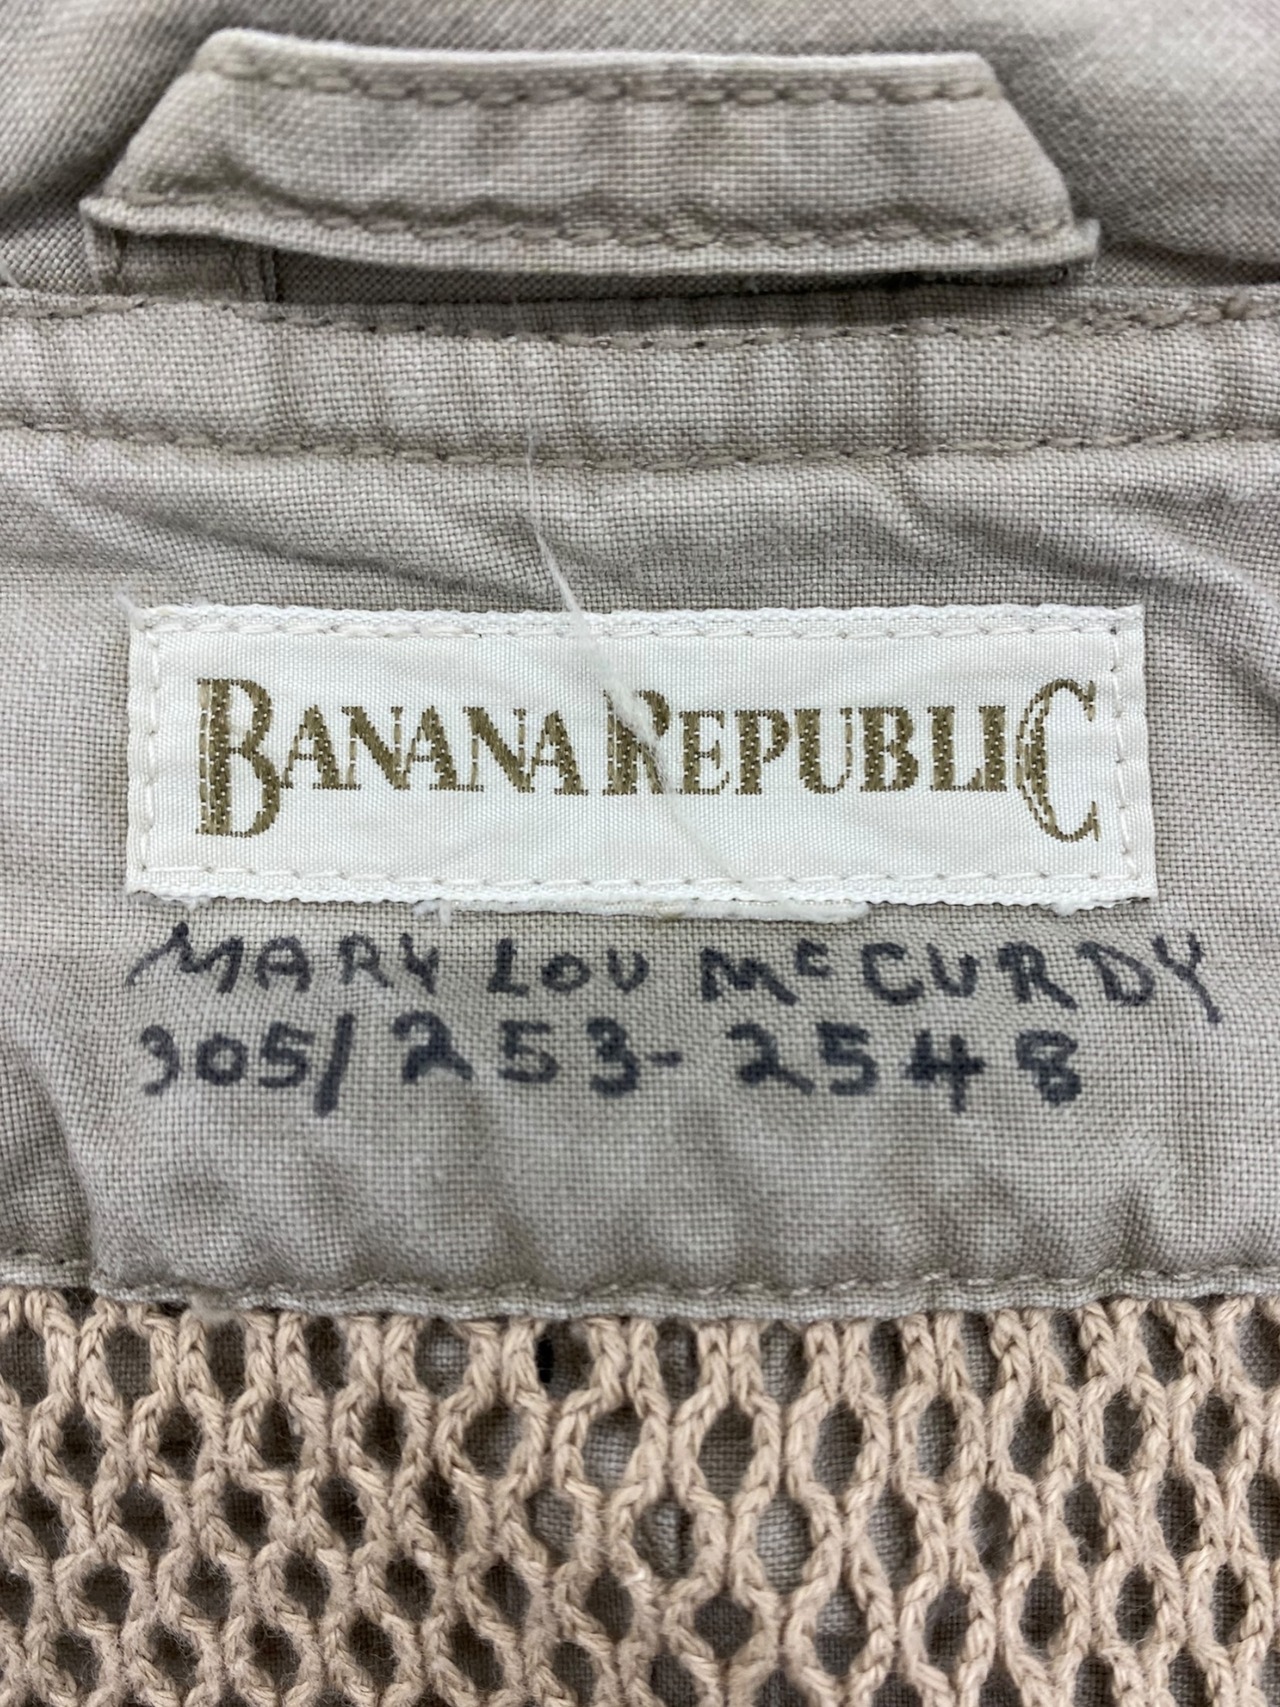 BANANA REPUBLIC
MARY LOU McCURDY
305/253-2548